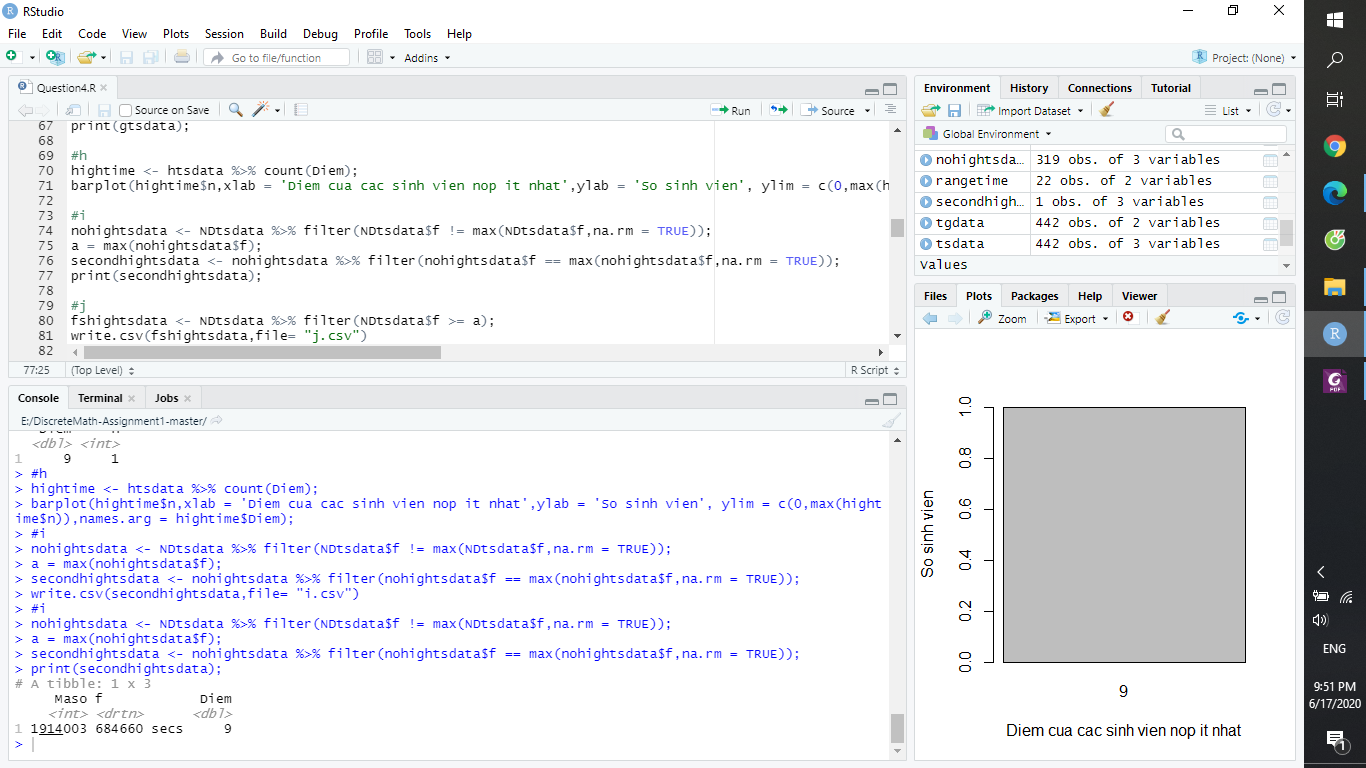 RStudio
File Edit Code View Plots Session Build Debug Profile Tools Help
Go to file/function Addins Project: (None)
Question4.R
Source on Save Run Source
67 print(gtsdata);
68
69 #h
70 hightime <- htsdata %>% count(Diem);
71 barplot(hightime$n,xlab = 'Diem cua cac sinh vien nop it nhat',ylab = 'So sinh vien', ylim = c(0,max(h
72
73 #i
74 nohightsdata <- NDtsdata %>% filter(NDtsdata$f != max(NDtsdata$f,na.rm = TRUE));
75 a = max(nohightsdata$f);
76 secondhightsdata <- nohightsdata %>% filter(nohightsdata$f == max(nohightsdata$f,na.rm = TRUE));
77 print(secondhightsdata);
78
79 #j
80 fshightsdata <- NDtsdata %>% filter(NDtsdata$f >= a);
81 write.csv(fshightsdata,file= "j.csv")
82
77:25 (Top Level) R Script
Console Terminal Jobs
E:/DiscreteMath-Assignment1-master/
Diem n
<dbl> <int>
1 9 1
> #h
> hightime <- htsdata %>% count(Diem);
> barplot(hightime$n,xlab = 'Diem cua cac sinh vien nop it nhat',ylab = 'So sinh vien', ylim = c(0,max(hight
ime$n)),names.arg = hightime$Diem);
> #i
> nohightsdata <- NDtsdata %>% filter(NDtsdata$f != max(NDtsdata$f,na.rm = TRUE));
> a = max(nohightsdata$f);
> secondhightsdata <- nohightsdata %>% filter(nohightsdata$f == max(nohightsdata$f,na.rm = TRUE));
> write.csv(secondhightsdata,file= "i.csv")
> #i
> nohightsdata <- NDtsdata %>% filter(NDtsdata$f != max(NDtsdata$f,na.rm = TRUE));
> a = max(nohightsdata$f);
> secondhightsdata <- nohightsdata %>% filter(nohightsdata$f == max(nohightsdata$f,na.rm = TRUE));
> print(secondhightsdata);
# A tibble: 1 x 3
Maso f Diem
<int> <drtn> <dbl>
1 1914003 684660 secs 9
>
Environment History Connections Tutorial
Import Dataset List
Global Environment
nohightsda... 319 obs. of 3 variables
rangetime 22 obs. of 2 variables
secondhigh... 1 obs. of 3 variables
tgdata 442 obs. of 2 variables
tsdata 442 obs. of 3 variables
Values
Files Plots Packages Help Viewer
Zoom Export
1.0
0.8
0.6
0.4
0.2
0.0
So sinh vien
9
Diem cua cac sinh vien nop it nhat
PDF
ENG
9:51 PM
6/17/2020
1